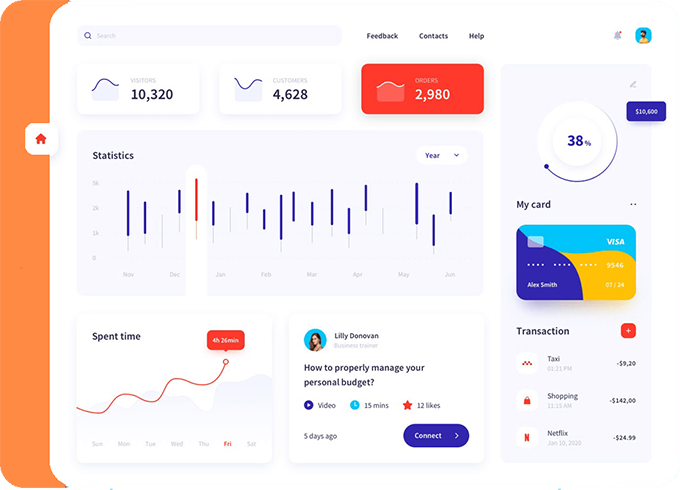 Search
Feedback
Contacts
Help
VISITORS
10,320
CUSTOMERS
4,628
ORDERS
2,980
Statistics
Year
5k
2k
1k
0
Nov
Dec
Jan
Feb
Mar
Apr
May
Jun
Spent time
4h 26min
Sun
Mon
Tue
Wed
Thu
Fri
Sat
Lilly Donovan
Business trainer
How to properly manage your
personal budget?
Video
15 mins
12 likes
5 days ago
Connect
$10,600
38%
My card
VISA
9546
Alex Smith
07 / 24
Transaction
+
Taxi
01:21 PM
-$9,20
Shopping
11:15 AM
-$142,00
N
Netflix
Jan 10, 2020
-$24.99